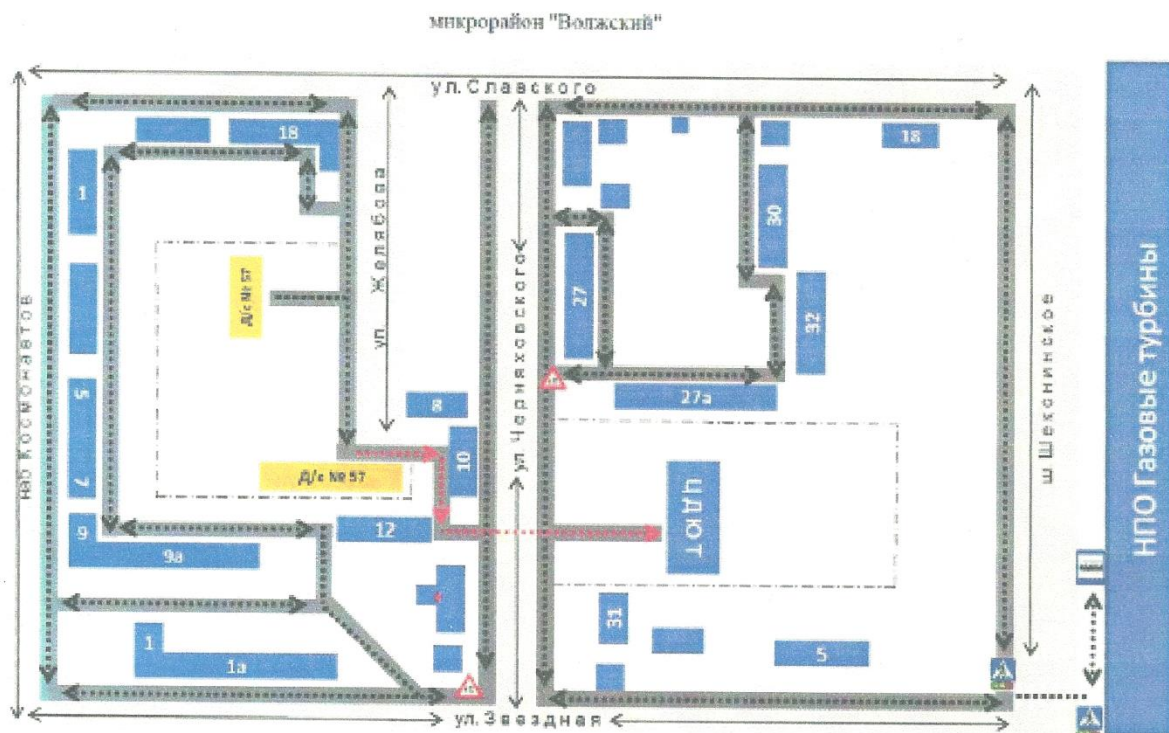 микрорайон "Волжский"
ул. Славского
18
18
1
ул. Желябова
30
Д/с № 57
27
32
наб Космонавтов
ул. Черняховского
ш Шекснинское
НПО Газовые турбины
5
8
27а
7
Д/с № 57
10
ЦДЮТ
9
12
9а
31
1
1а
5
ул. Звездная